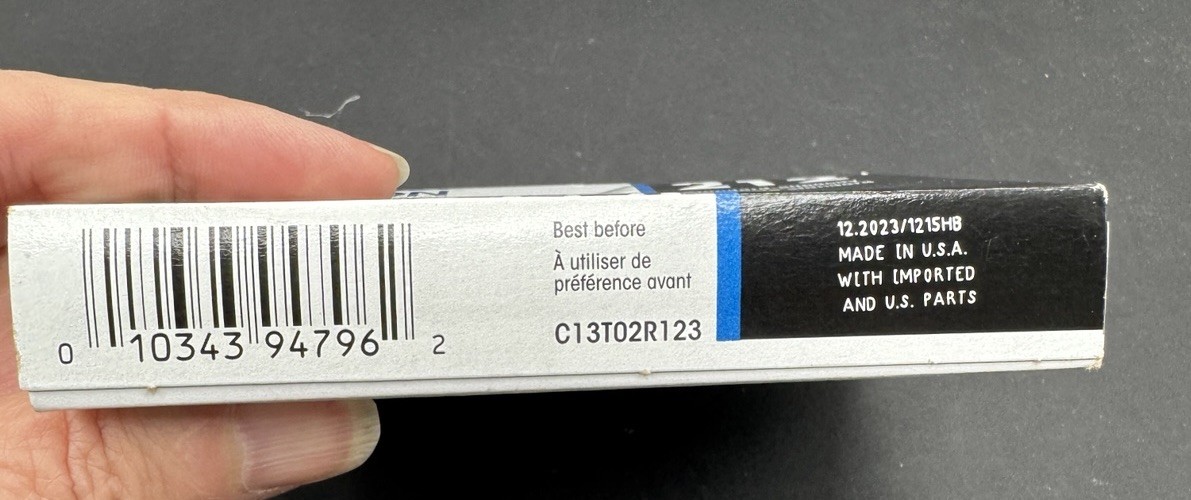 Best before
À utiliser de
préférence avant
C13T02R123
12.2023/1215HB
MADE IN U.S.A.
WITH IMPORTED
AND U.S. PARTS
0 10343 94796 2